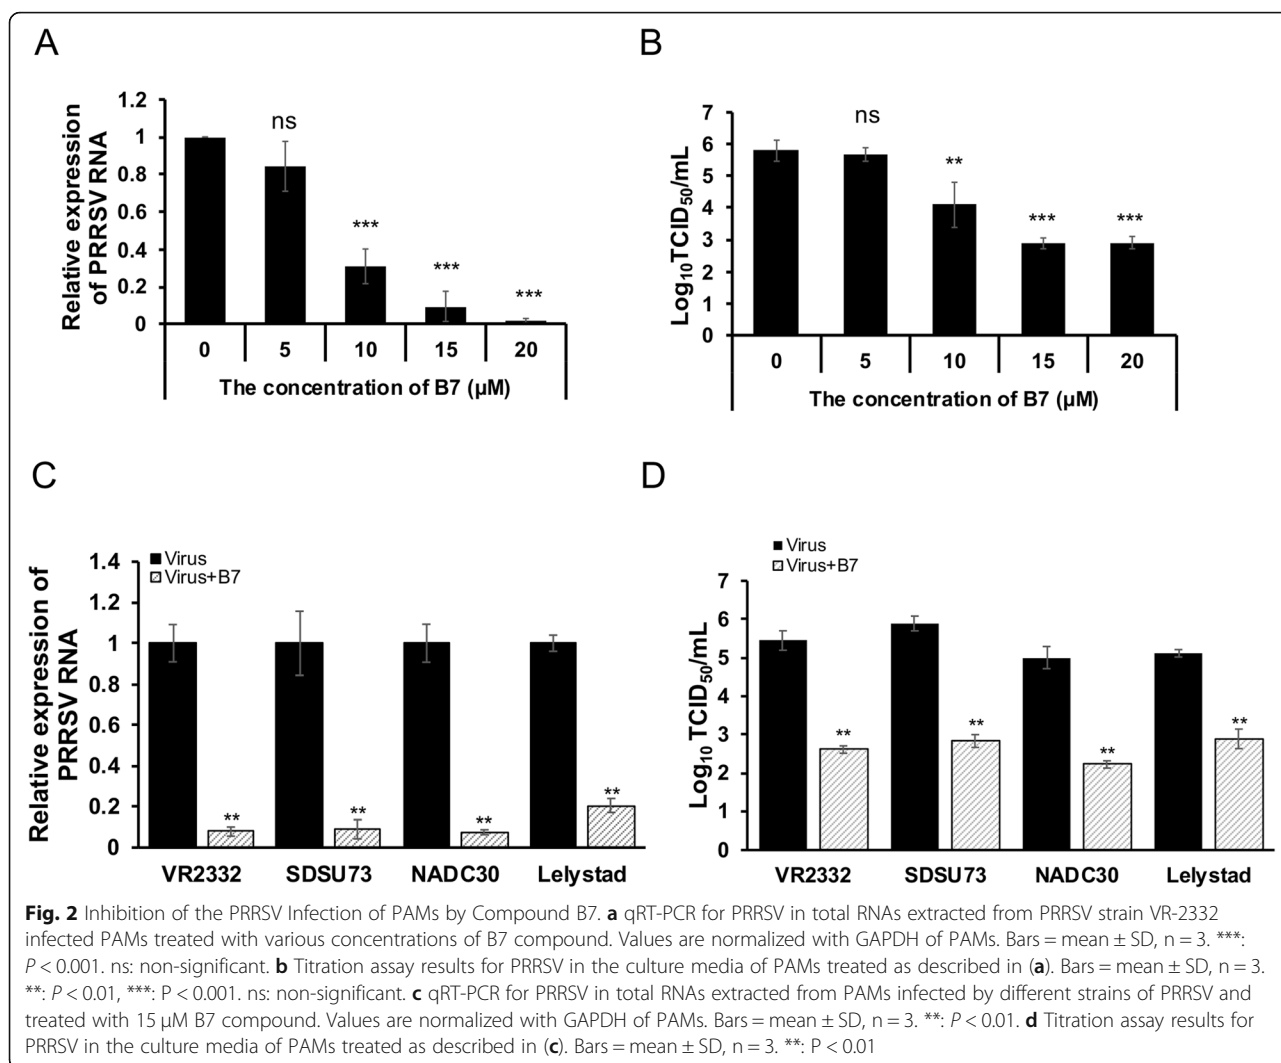 A
Relative expression
of PRRSV RNA
1.2
1
0.8
0.6
0.4
0.2
0
ns
***
***
***
0 5 10 15 20
The concentration of B7 (µM)
B
Log₁₀TCID₅₀/mL
7
6
5
4
3
2
1
0
ns
**
***
***
0 5 10 15 20
The concentration of B7 (µM)
C
Relative expression of
PRRSV RNA
1.4
1.2
1
0.8
0.6
0.4
0.2
0
Virus
Virus+B7
**
**
**
**
VR2332 SDSU73 NADC30 Lelystad
D
Log₁₀ TCID₅₀/mL
7
6
5
4
3
2
1
0
Virus
Virus+B7
**
**
**
**
VR2332 SDSU73 NADC30 Lelystad
Fig. 2 Inhibition of the PRRSV Infection of PAMs by Compound B7. a qRT-PCR for PRRSV in total RNAs extracted from PRRSV strain VR-2332
infected PAMs treated with various concentrations of B7 compound. Values are normalized with GAPDH of PAMs. Bars = mean ± SD, n = 3. ***:
P < 0.001. ns: non-significant. b Titration assay results for PRRSV in the culture media of PAMs treated as described in (a). Bars = mean ± SD, n = 3.
**: P < 0.01, ***: P < 0.001. ns: non-significant. c qRT-PCR for PRRSV in total RNAs extracted from PAMs infected by different strains of PRRSV and
treated with 15 µM B7 compound. Values are normalized with GAPDH of PAMs. Bars = mean ± SD, n = 3. **: P < 0.01. d Titration assay results for
PRRSV in the culture media of PAMs treated as described in (c). Bars = mean ± SD, n = 3. **: P < 0.01